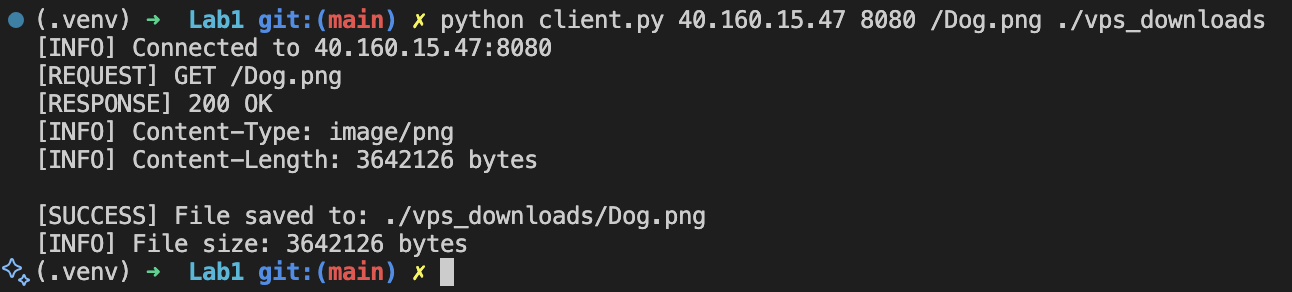 (.venv) ➜ Lab1 git:(main) ✗ python client.py 40.160.15.47 8080 /Dog.png ./vps_downloads
[INFO] Connected to 40.160.15.47:8080
[REQUEST] GET /Dog.png
[RESPONSE] 200 OK
[INFO] Content-Type: image/png
[INFO] Content-Length: 3642126 bytes
[SUCCESS] File saved to: ./vps_downloads/Dog.png
[INFO] File size: 3642126 bytes
(.venv) ➜ Lab1 git:(main) ✗